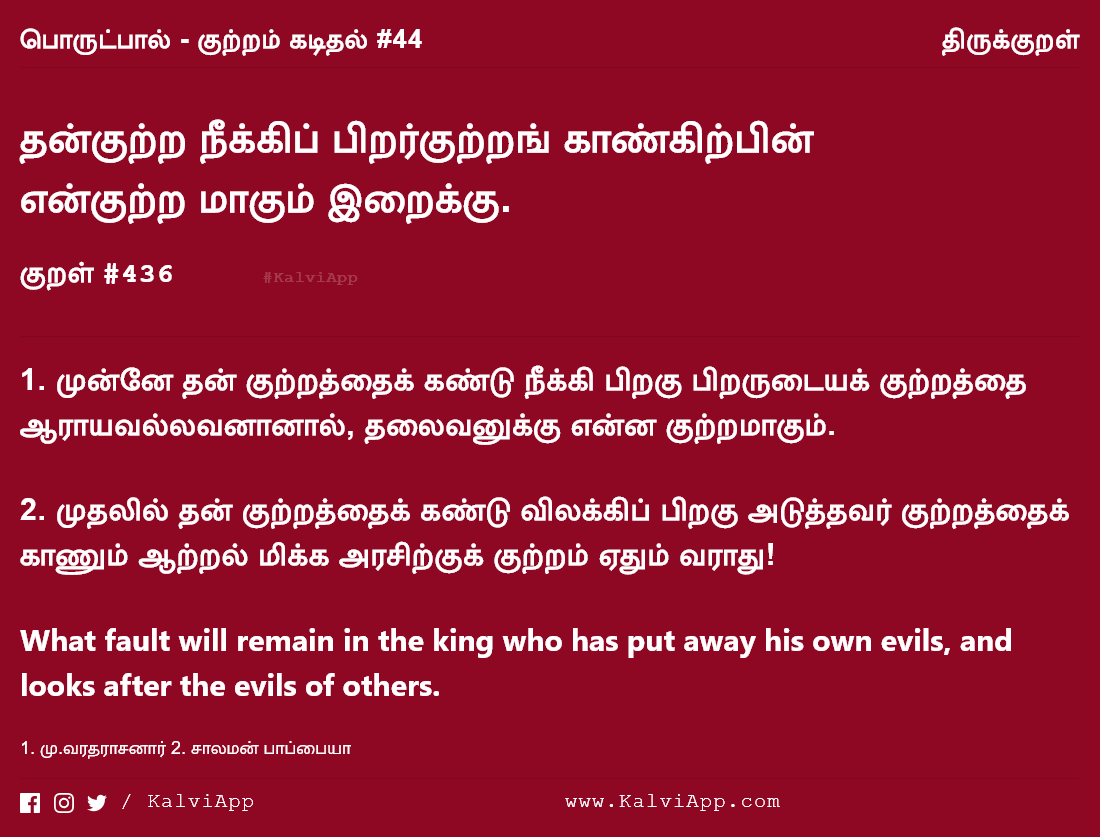 பொருட்பால் - குற்றம் கடிதல் #44 திருக்குறள்
தன்குற்ற நீக்கிப் பிறர்குற்றங் காண்கிற்பின்
என்குற்ற மாகும் இறைக்கு.
குறள் #436 #KalviApp
1. முன்னே தன் குற்றத்தைக் கண்டு நீக்கி பிறகு பிறருடையக் குற்றத்தை
ஆராயவல்லவனானால், தலைவனுக்கு என்ன குற்றமாகும்.
2. முதலில் தன் குற்றத்தைக் கண்டு விலக்கிப் பிறகு அடுத்தவர் குற்றத்தைக்
காணும் ஆற்றல் மிக்க அரசிற்குக் குற்றம் ஏதும் வராது!
What fault will remain in the king who has put away his own evils, and
looks after the evils of others.
1. மு.வரதராசனார் 2. சாலமன் பாப்பையா
/ KalviApp www.KalviApp.com